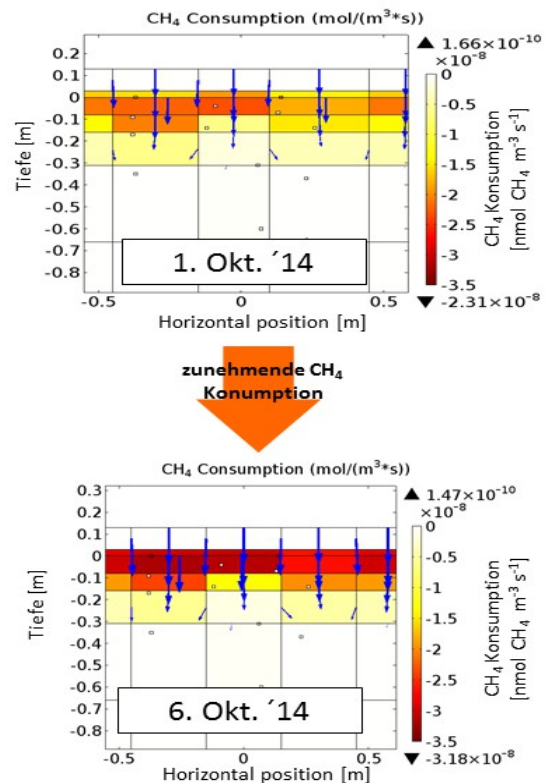 CH₄ Consumption (mol/(m³*s))
▲ 1.66×10⁻¹⁰
×10⁻⁸
0.2
0.1
0
-0.1
-0.2
-0.3
-0.4
-0.5
-0.6
-0.7
-0.8
Tiefe [m]
0
-0.5
-1
-1.5
-2
-2.5
-3
-3.5
CH₄ Konsumption
[nmol CH₄ m⁻³ s⁻¹]
▼ -2.31×10⁻⁸
1. Okt. ´14
-0.5 0 0.5
Horizontal position [m]
zunehmende CH₄
Konumption
CH₄ Consumption (mol/(m³*s))
▲ 1.47×10⁻¹⁰
×10⁻⁸
0.3
0.2
0.1
0
-0.1
-0.2
-0.3
-0.4
-0.5
-0.6
-0.7
-0.8
Tiefe [m]
0
-0.5
-1
-1.5
-2
-2.5
-3
-3.5
CH₄ Konsumption
[nmol CH₄ m⁻³ s⁻¹]
▼ -3.18×10⁻⁸
6. Okt. ´14
-0.5 0 0.5
Horizontal position [m]